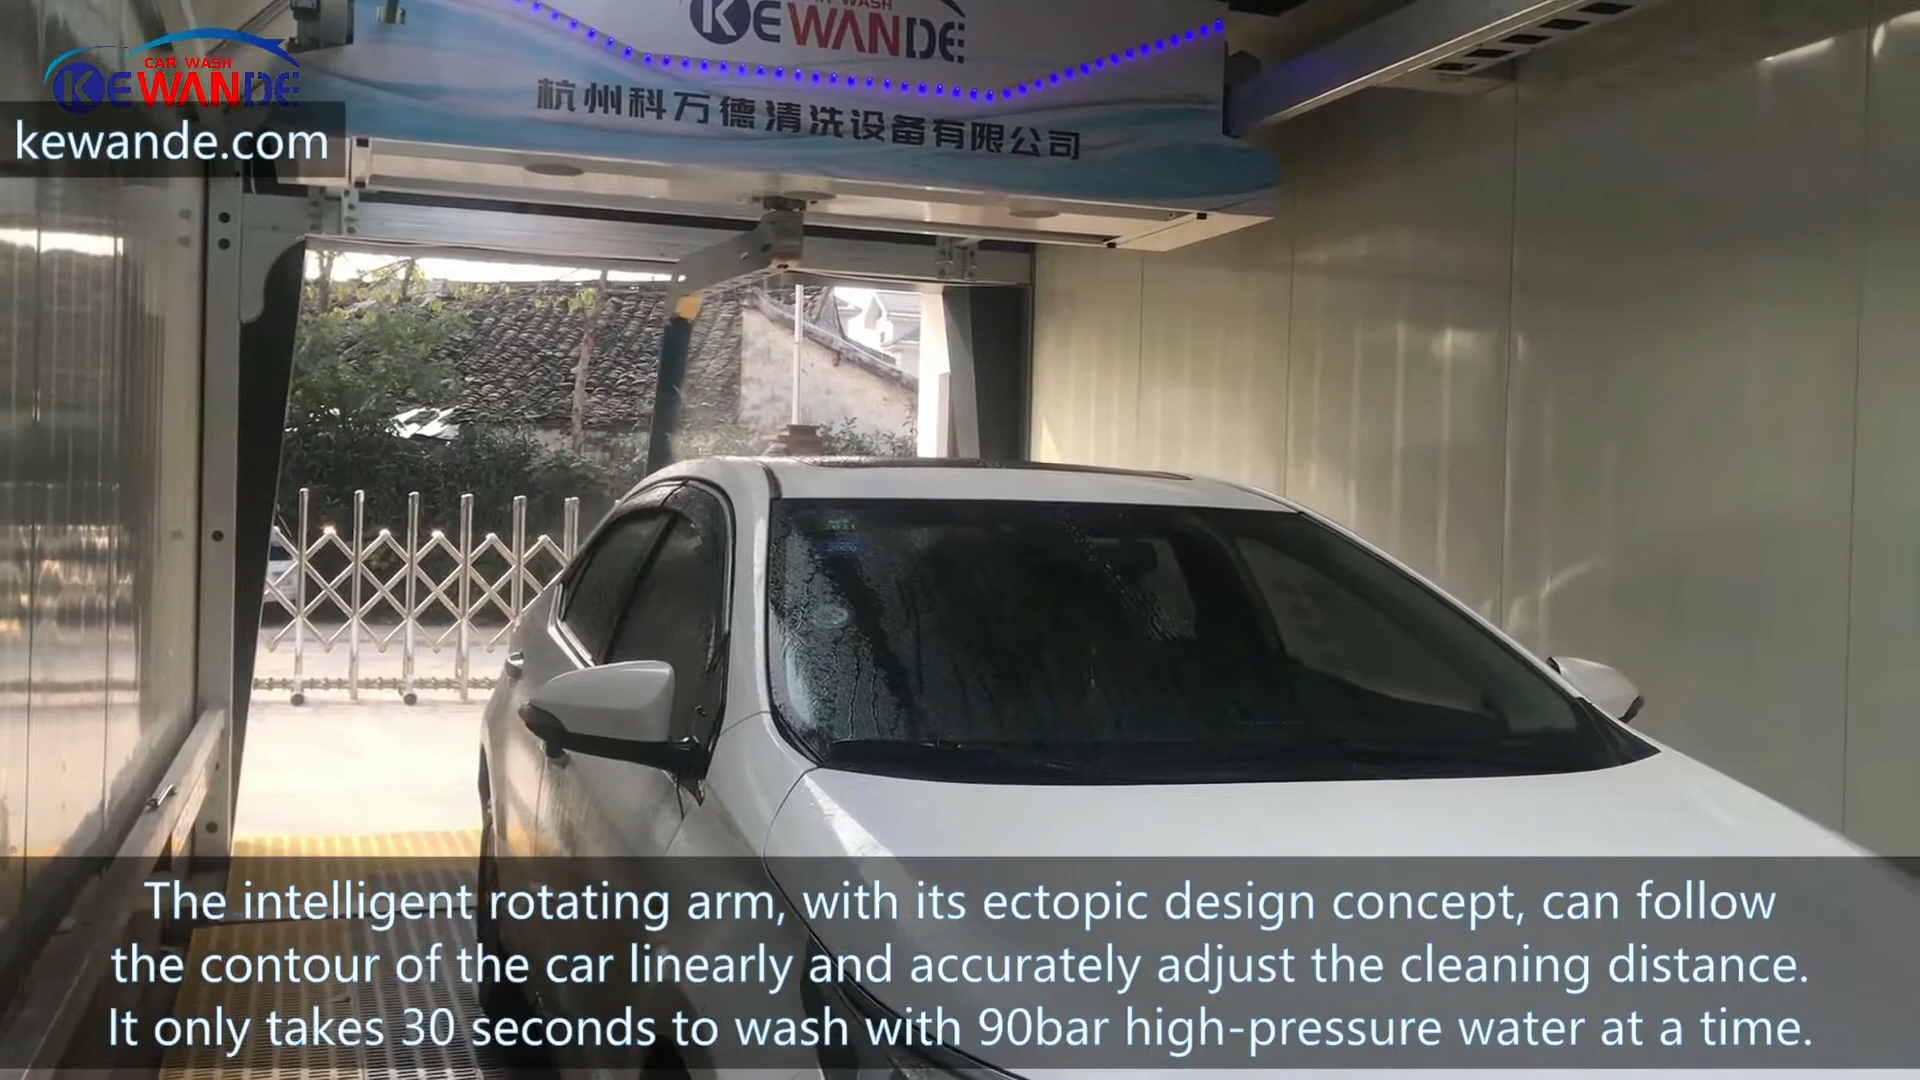 CAR WASH
KEWANDE
kewande.com
CAR WASH
KEWANDE
杭州科万德清洗设备有限公司
The intelligent rotating arm, with its ectopic design concept, can follow
the contour of the car linearly and accurately adjust the cleaning distance.
It only takes 30 seconds to wash with 90bar high-pressure water at a time.